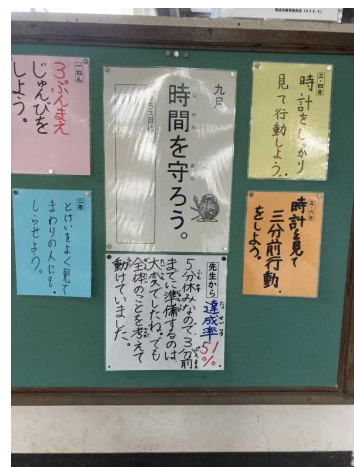 九月
時間を守ろう。
一ねん
3ぷんまえ
じゅんびを
しよう。
二年
とけいをよく見て
まわりの人にも
しらせよう。
三・四年
時計をしっかり
見て行動しよう。
五・六年
時計を見て
三分前行動
をしよう。
先生から
達成率51%
5分休みなので、3分前
までに準備するのは
大変でしたね。でも
全体のことを考えて
動けていました。